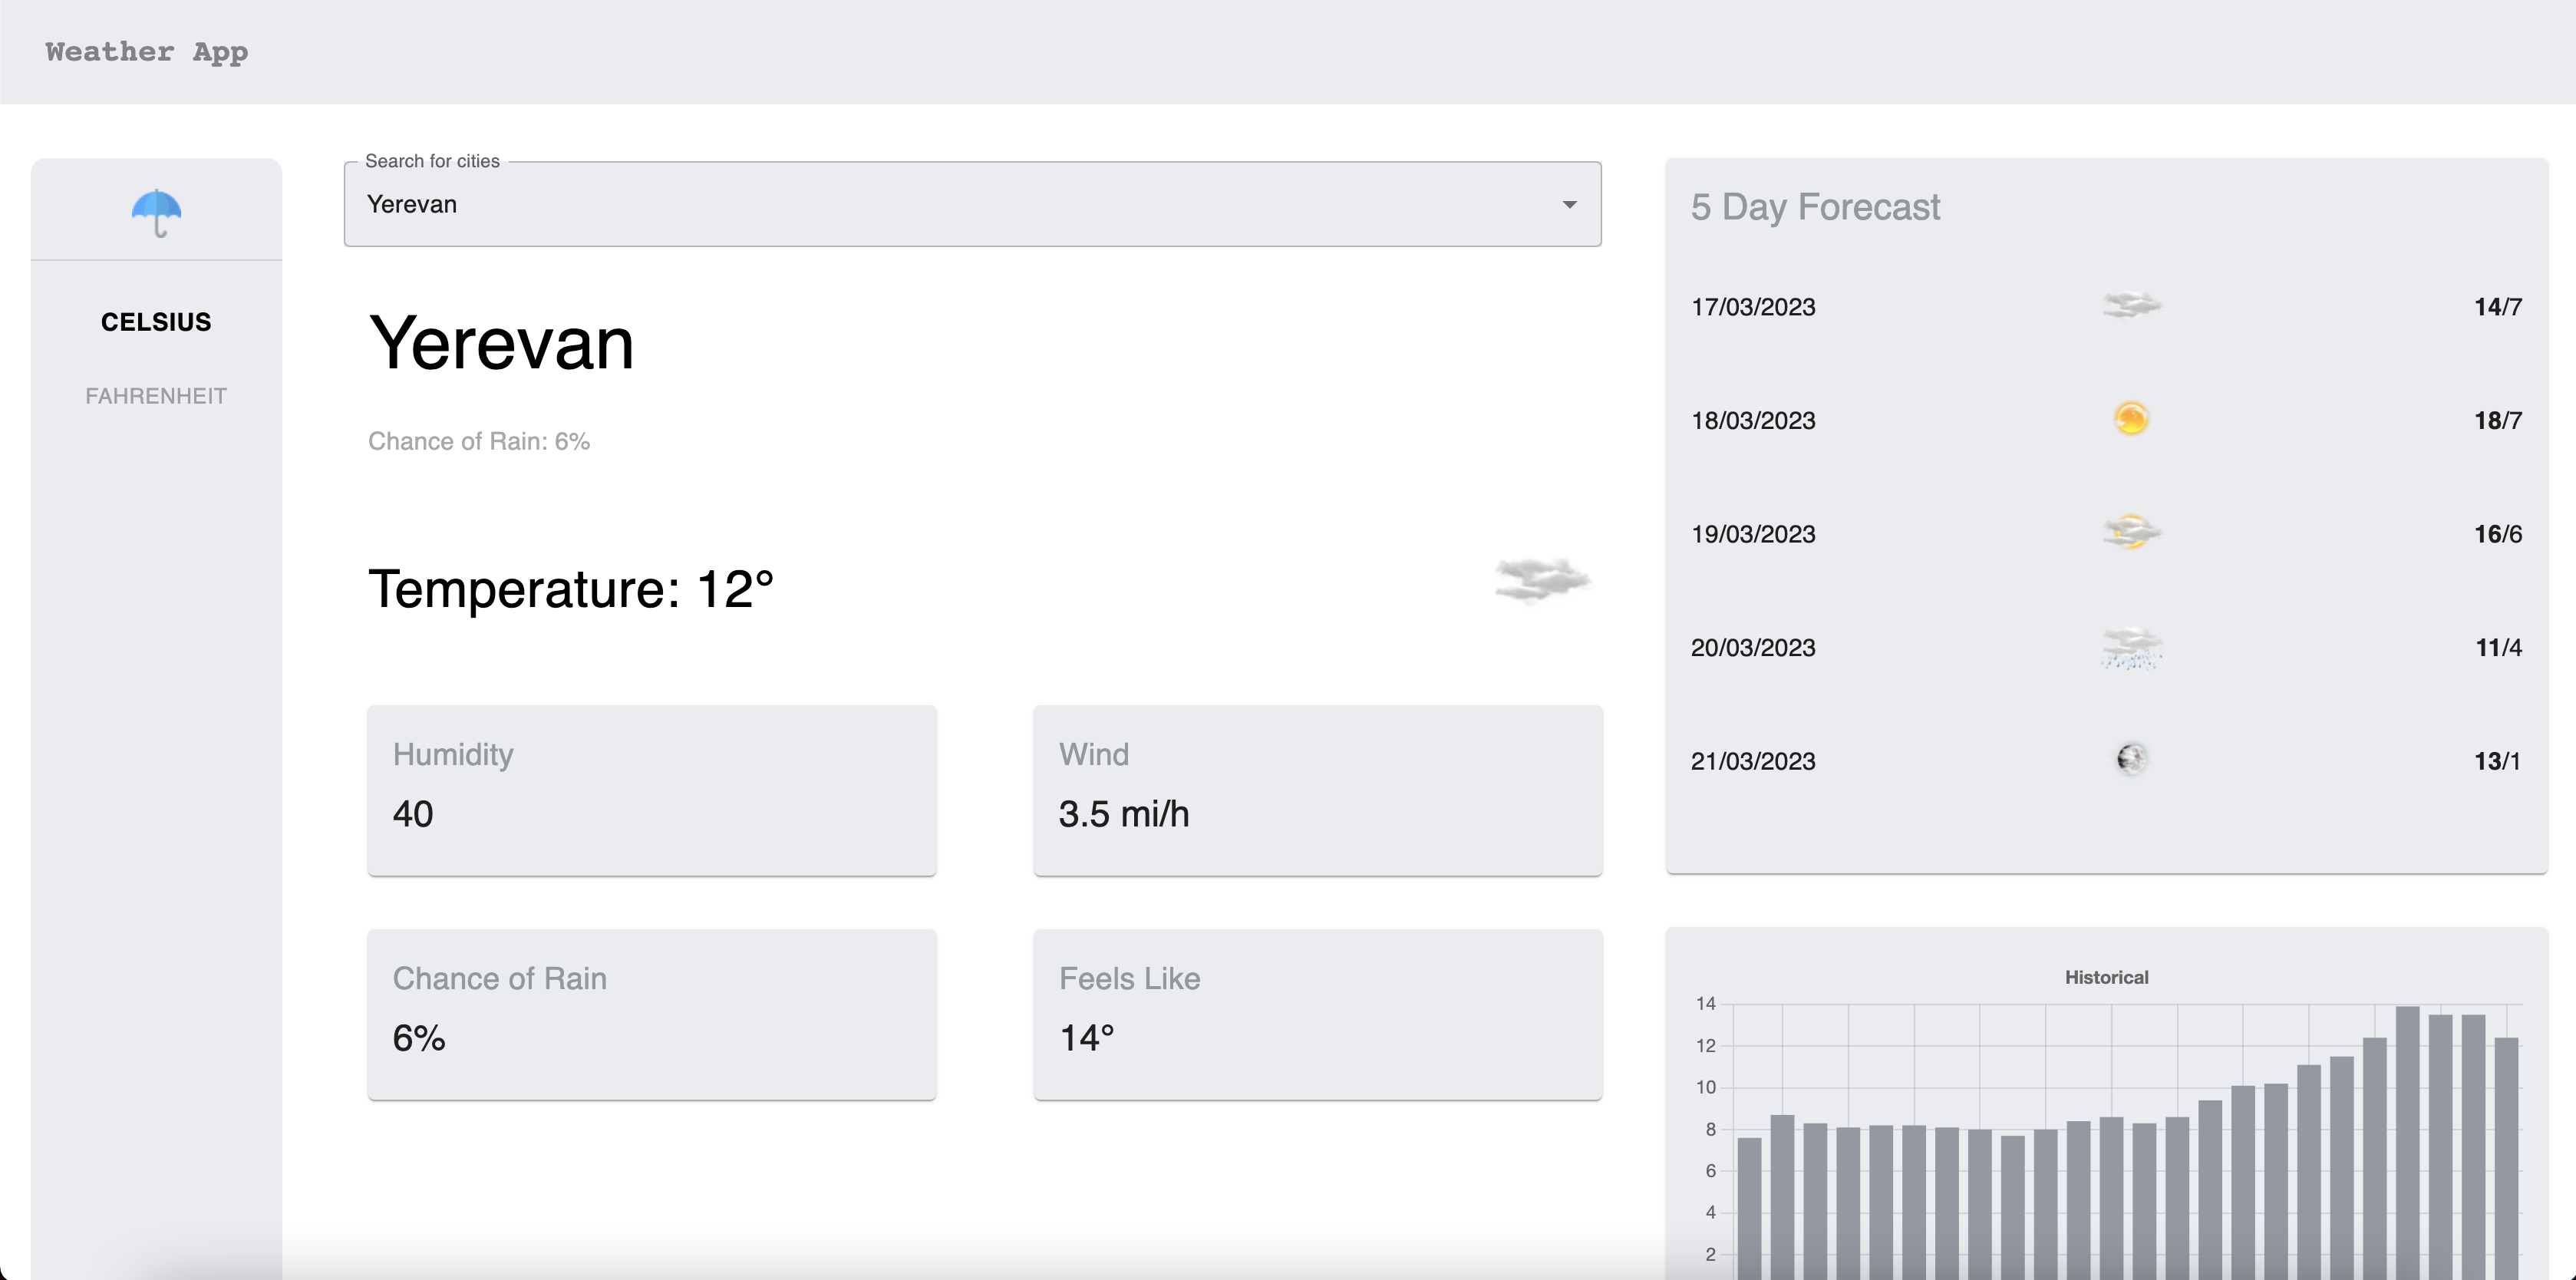 Weather App
CELSIUS
FAHRENHEIT
Search for cities
Yerevan
Yerevan
Chance of Rain: 6%
Temperature: 12°
Humidity
40
Wind
3.5 mi/h
Chance of Rain
6%
Feels Like
14°
5 Day Forecast
17/03/2023 14/7
18/03/2023 18/7
19/03/2023 16/6
20/03/2023 11/4
21/03/2023 13/1
Historical
14
12
10
8
6
4
2